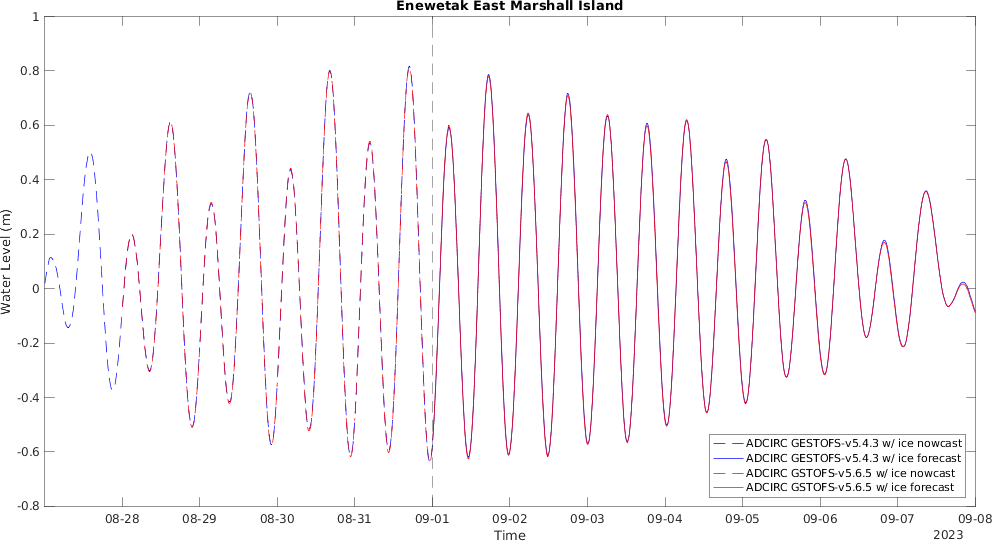 Enewetak East Marshall Island
1
0.8
0.6
0.4
0.2
0
-0.2
-0.4
-0.6
-0.8
Water Level (m)
08-28 08-29 08-30 08-31 09-01 09-02 09-03 09-04 09-05 09-06 09-07 09-08
Time
2023
ADCIRC GESTOFS-v5.4.3 w/ ice nowcast
ADCIRC GESTOFS-v5.4.3 w/ ice forecast
ADCIRC GSTOFS-v5.6.5 w/ ice nowcast
ADCIRC GSTOFS-v5.6.5 w/ ice forecast